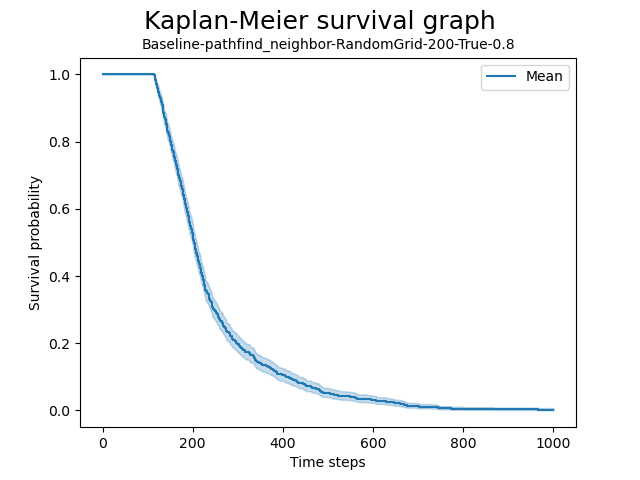 Kaplan-Meier survival graph
Baseline-pathfind_neighbor-RandomGrid-200-True-0.8
Mean
Survival probability
1.0
0.8
0.6
0.4
0.2
0.0
0 200 400 600 800 1000
Time steps